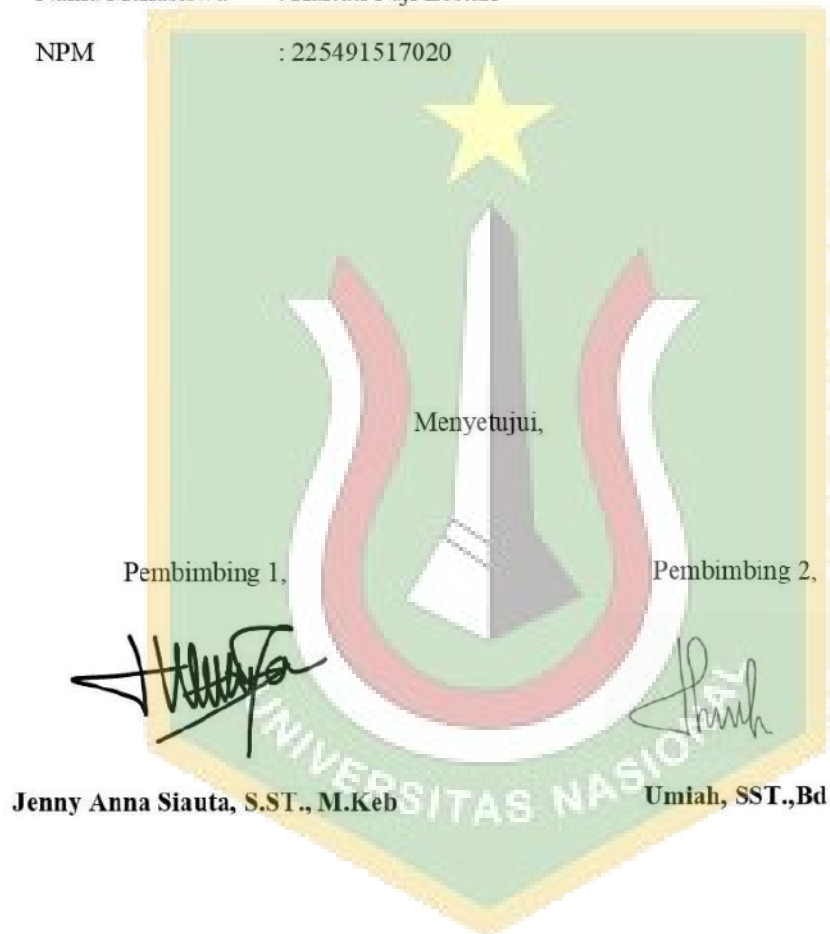 NPM : 225491517020
Menyetujui,
Pembimbing 1, Pembimbing 2,
UNIVERSITAS NASIONAL
Jenny Anna Siauta, S.ST., M.Keb Umiah, SST.,Bd